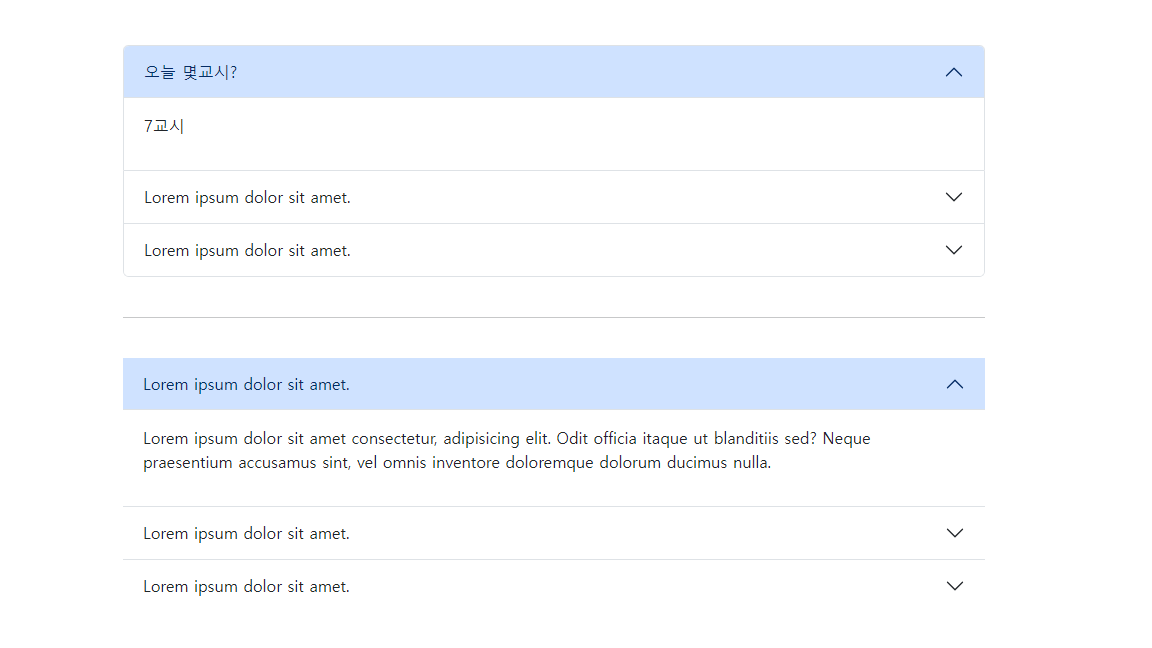 오늘 몇교시?
7교시
Lorem ipsum dolor sit amet.
Lorem ipsum dolor sit amet.
Lorem ipsum dolor sit amet.
Lorem ipsum dolor sit amet consectetur, adipisicing elit. Odit officia itaque ut blanditiis sed? Neque
praesentium accusamus sint, vel omnis inventore doloremque dolorum ducimus nulla.
Lorem ipsum dolor sit amet.
Lorem ipsum dolor sit amet.